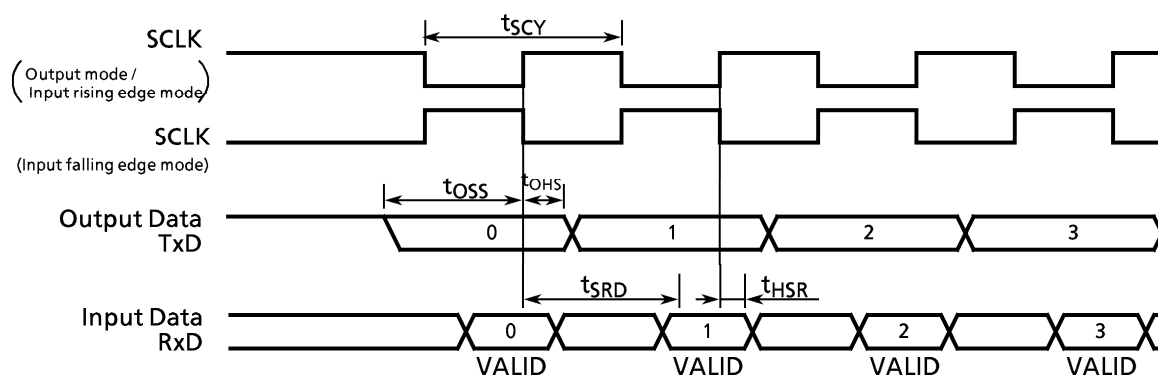 tSCY
SCLK
(Output mode /
Input rising edge mode)
SCLK
(Input falling edge mode)
tOSS
tOHS
Output Data
TxD
0
1
2
3
tSRD
tHSR
Input Data
RxD
0
1
2
3
VALID
VALID
VALID
VALID